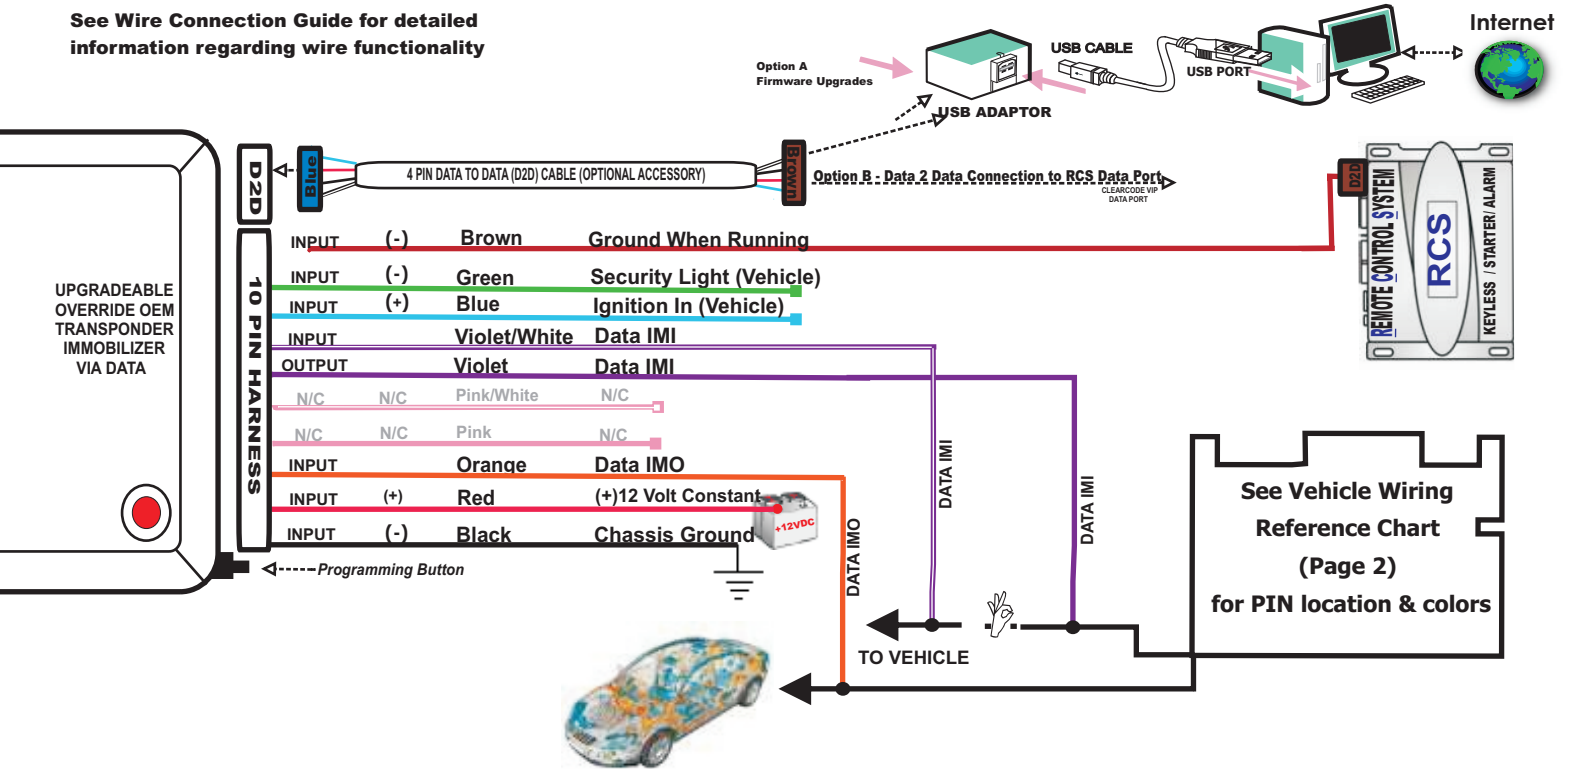 See Wire Connection Guide for detailed
information regarding wire functionality
Option A
Firmware Upgrades
USB CABLE
USB PORT
USB ADAPTOR
Internet
D2D
Blue
4 PIN DATA TO DATA (D2D) CABLE (OPTIONAL ACCESSORY)
Brown
Option B - Data 2 Data Connection to RCS Data Port
CLEARCODE VIP
DATA PORT
D2D
REMOTE CONTROL SYSTEM
RCS
KEYLESS / STARTER/ ALARM
UPGRADEABLE
OVERRIDE OEM
TRANSPONDER
IMMOBILIZER
VIA DATA
10 PIN HARNESS
INPUT (-) Brown Ground When Running
INPUT (-) Green Security Light (Vehicle)
INPUT (+) Blue Ignition In (Vehicle)
INPUT Violet/White Data IMI
OUTPUT Violet Data IMI
N/C N/C Pink/White N/C
N/C N/C Pink N/C
INPUT Orange Data IMO
INPUT (+) Red (+)12 Volt Constant
+12VDC
INPUT (-) Black Chassis Ground
Programming Button
DATA IMO
DATA IMI
DATA IMI
TO VEHICLE
See Vehicle Wiring
Reference Chart
(Page 2)
for PIN location & colors